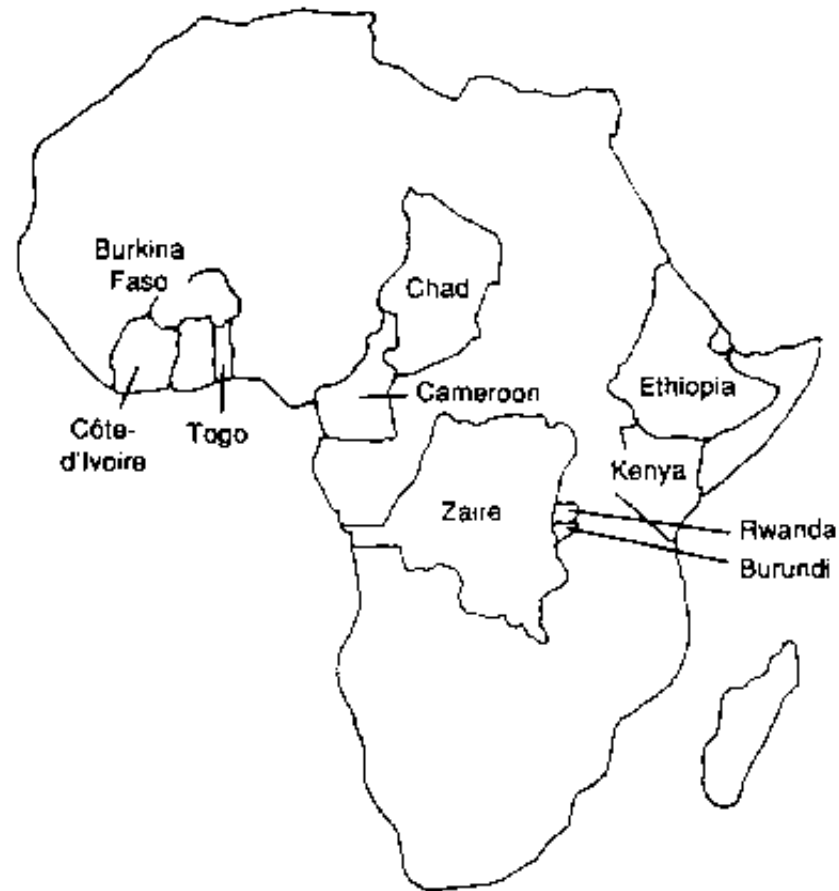 Burkina
Faso
Chad
Ethiopia
Cameroon
Côte-
d'Ivoire
Togo
Kenya
Zaire
Rwanda
Burundi